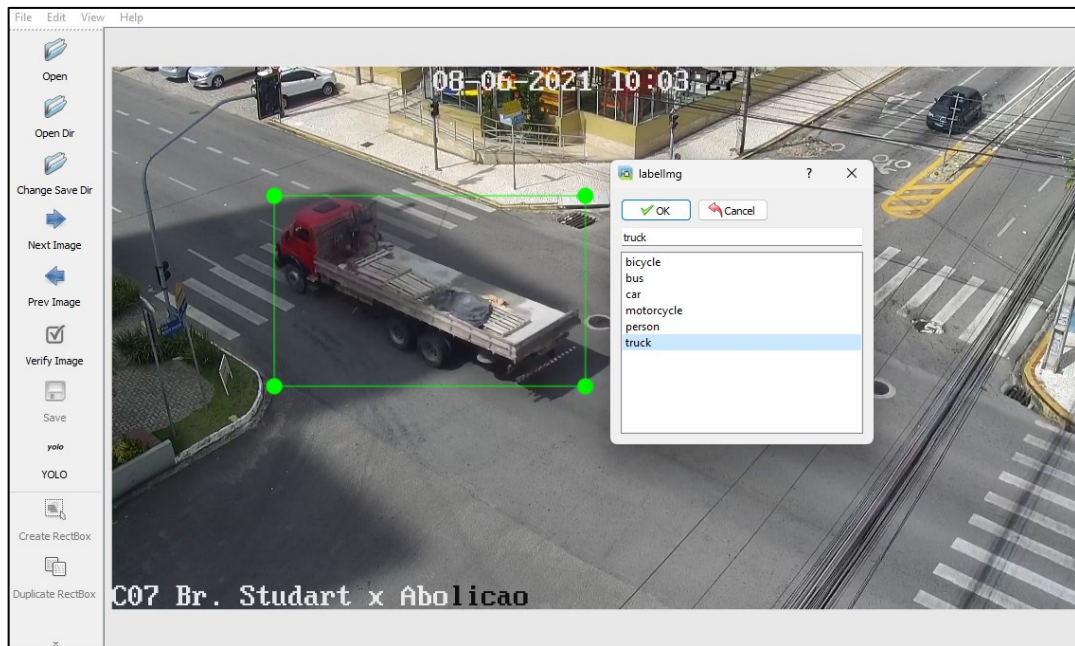 File Edit View Help
Open
Open Dir
Change Save Dir
Next Image
Prev Image
Verify Image
Save
yolo
YOLO
Create RectBox
Duplicate RectBox
08-06-2021 10:03:27
labelImg ? X
OK Cancel
truck
bicycle
bus
car
motorcycle
person
truck
C07 Br. Studart x Abolicao